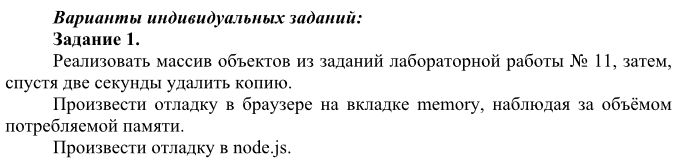 Варианты индивидуальных заданий:
Задание 1.
Реализовать массив объектов из заданий лабораторной работы № 11, затем,
спустя две секунды удалить копию.
Произвести отладку в браузере на вкладке memory, наблюдая за объёмом
потребляемой памяти.
Произвести отладку в node.js.